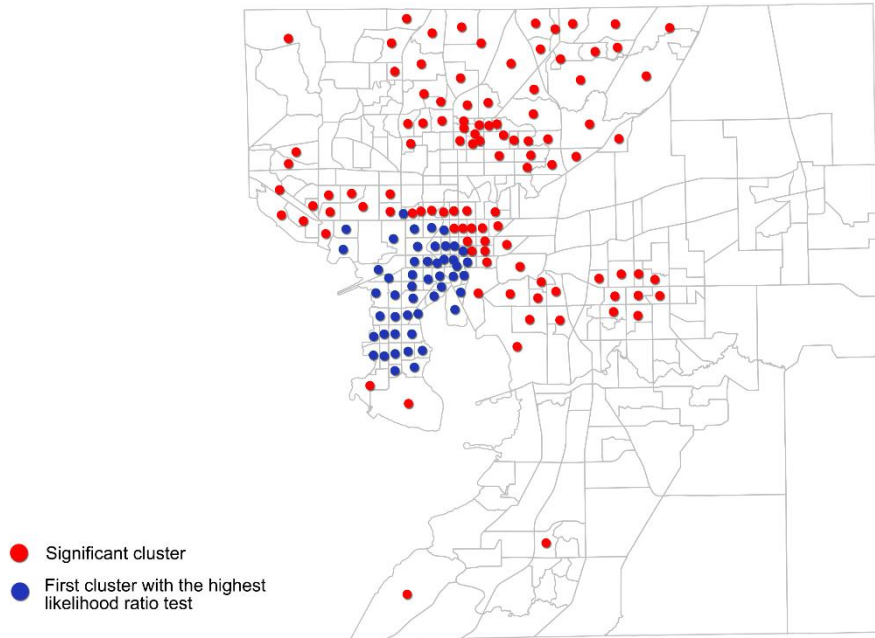 Significant cluster
First cluster with the highest
likelihood ratio test